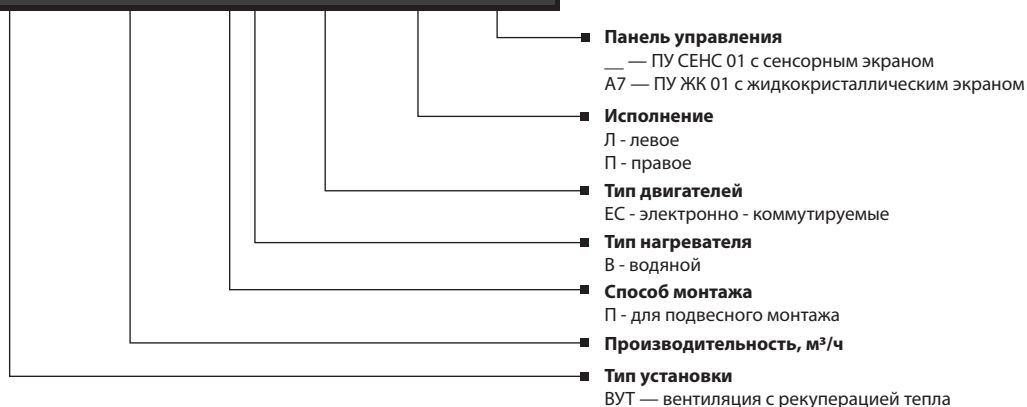 Панель управления
__ — ПУ СЕНС 01 с сенсорным экраном
А7 — ПУ ЖК 01 с жидкокристаллическим экраном
Исполнение
Л - левое
П - правое
Тип двигателей
ЕС - электронно - коммутируемые
Тип нагревателя
В - водяной
Способ монтажа
П - для подвесного монтажа
Производительность, м³/ч
Тип установки
ВУТ — вентиляция с рекуперацией тепла